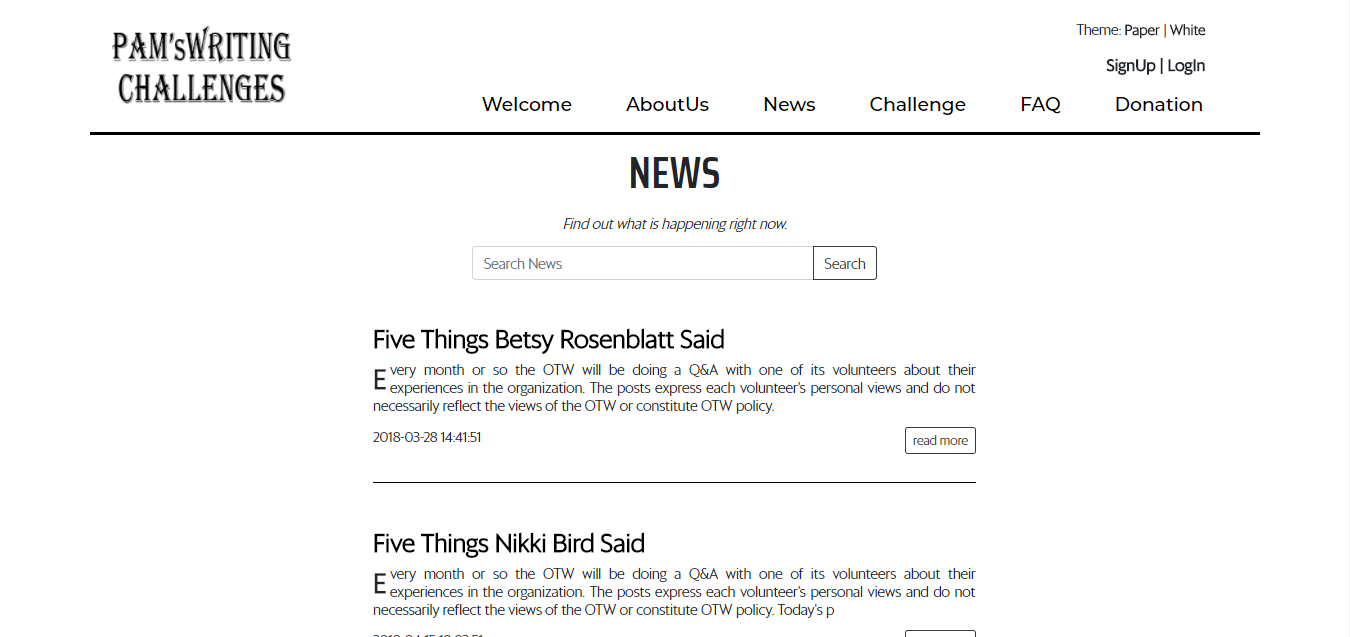 PAM'sWRITING
CHALLENGES
Theme: Paper | White
SignUp | LogIn
Welcome AboutUs News Challenge FAQ Donation
NEWS
Find out what is happening right now.
Search News Search
Five Things Betsy Rosenblatt Said
Every month or so the OTW will be doing a Q&A with one of its volunteers about their
experiences in the organization. The posts express each volunteer's personal views and do not
necessarily reflect the views of the OTW or constitute OTW policy.
2018-03-28 14:41:51 read more
Five Things Nikki Bird Said
Every month or so the OTW will be doing a Q&A with one of its volunteers about their
experiences in the organization. The posts express each volunteer's personal views and do not
necessarily reflect the views of the OTW or constitute OTW policy. Today's p